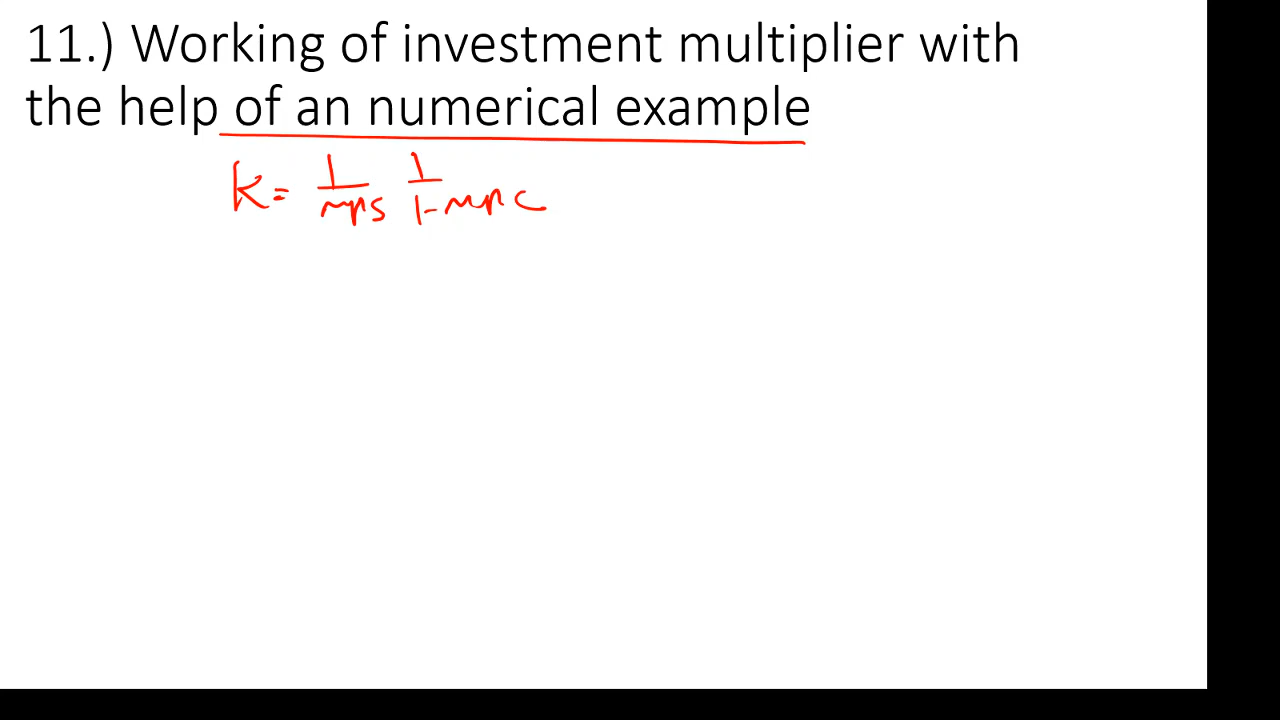 11.) Working of investment multiplier with
the help of an numerical example
K = 1/mps 1/1-mpc